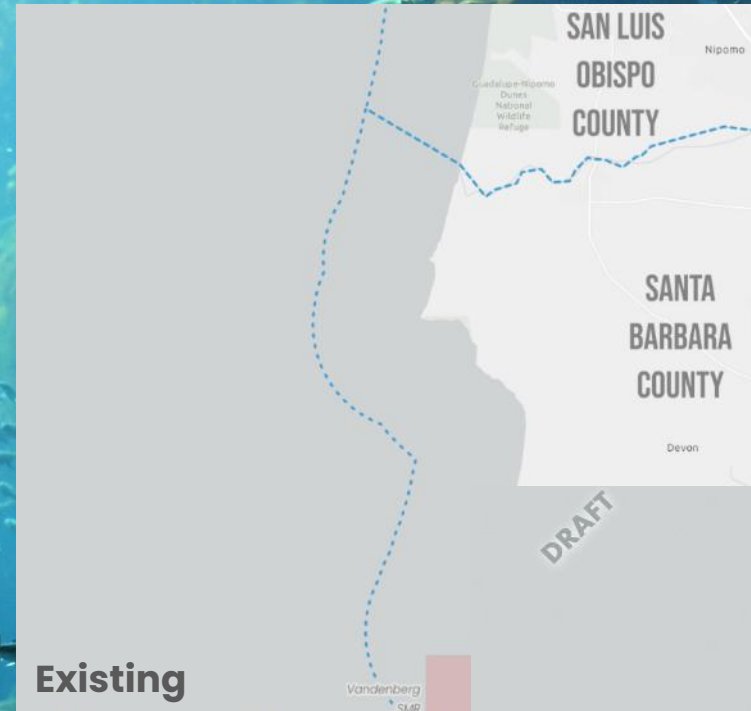 SAN LUIS
OBISPO
COUNTY
Nipomo
Guadalupe-Nipomo
Dunes
National
Wildlife
Refuge
SANTA
BARBARA
COUNTY
Devon
DRAFT
Existing
Vandenberg
SMR